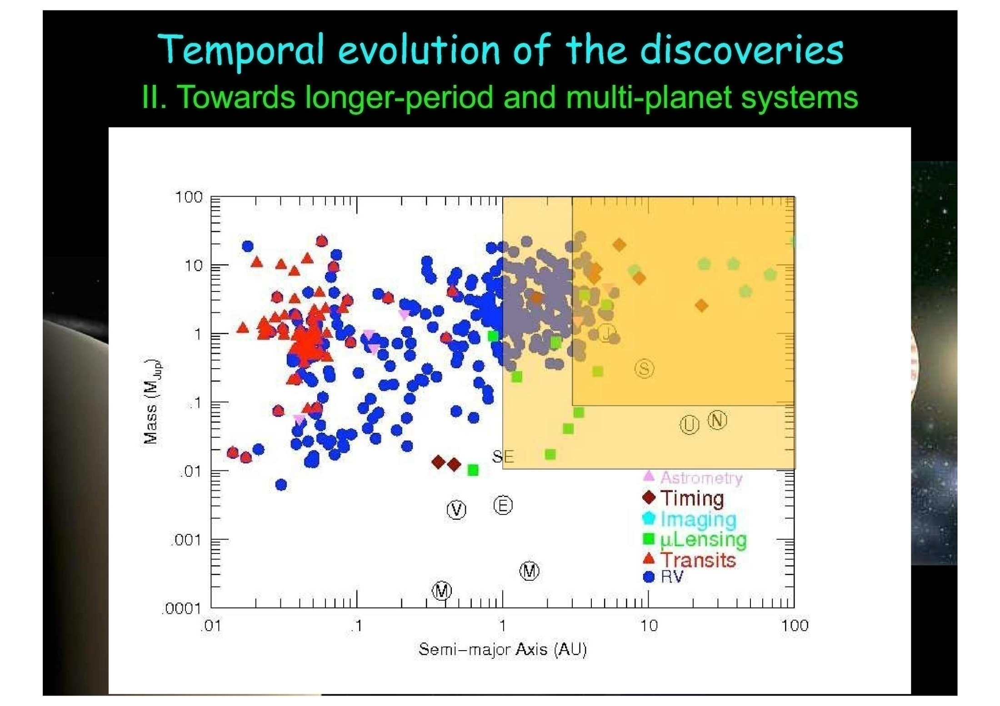 Temporal evolution of the discoveries
II. Towards longer-period and multi-planet systems
100
10
1
.1
.01
.001
.0001
Mass (MJup)
J
S
U N
SE
V E
M
M
Astrometry
Timing
Imaging
μLensing
Transits
RV
.01 .1 1 10 100
Semi-major Axis (AU)